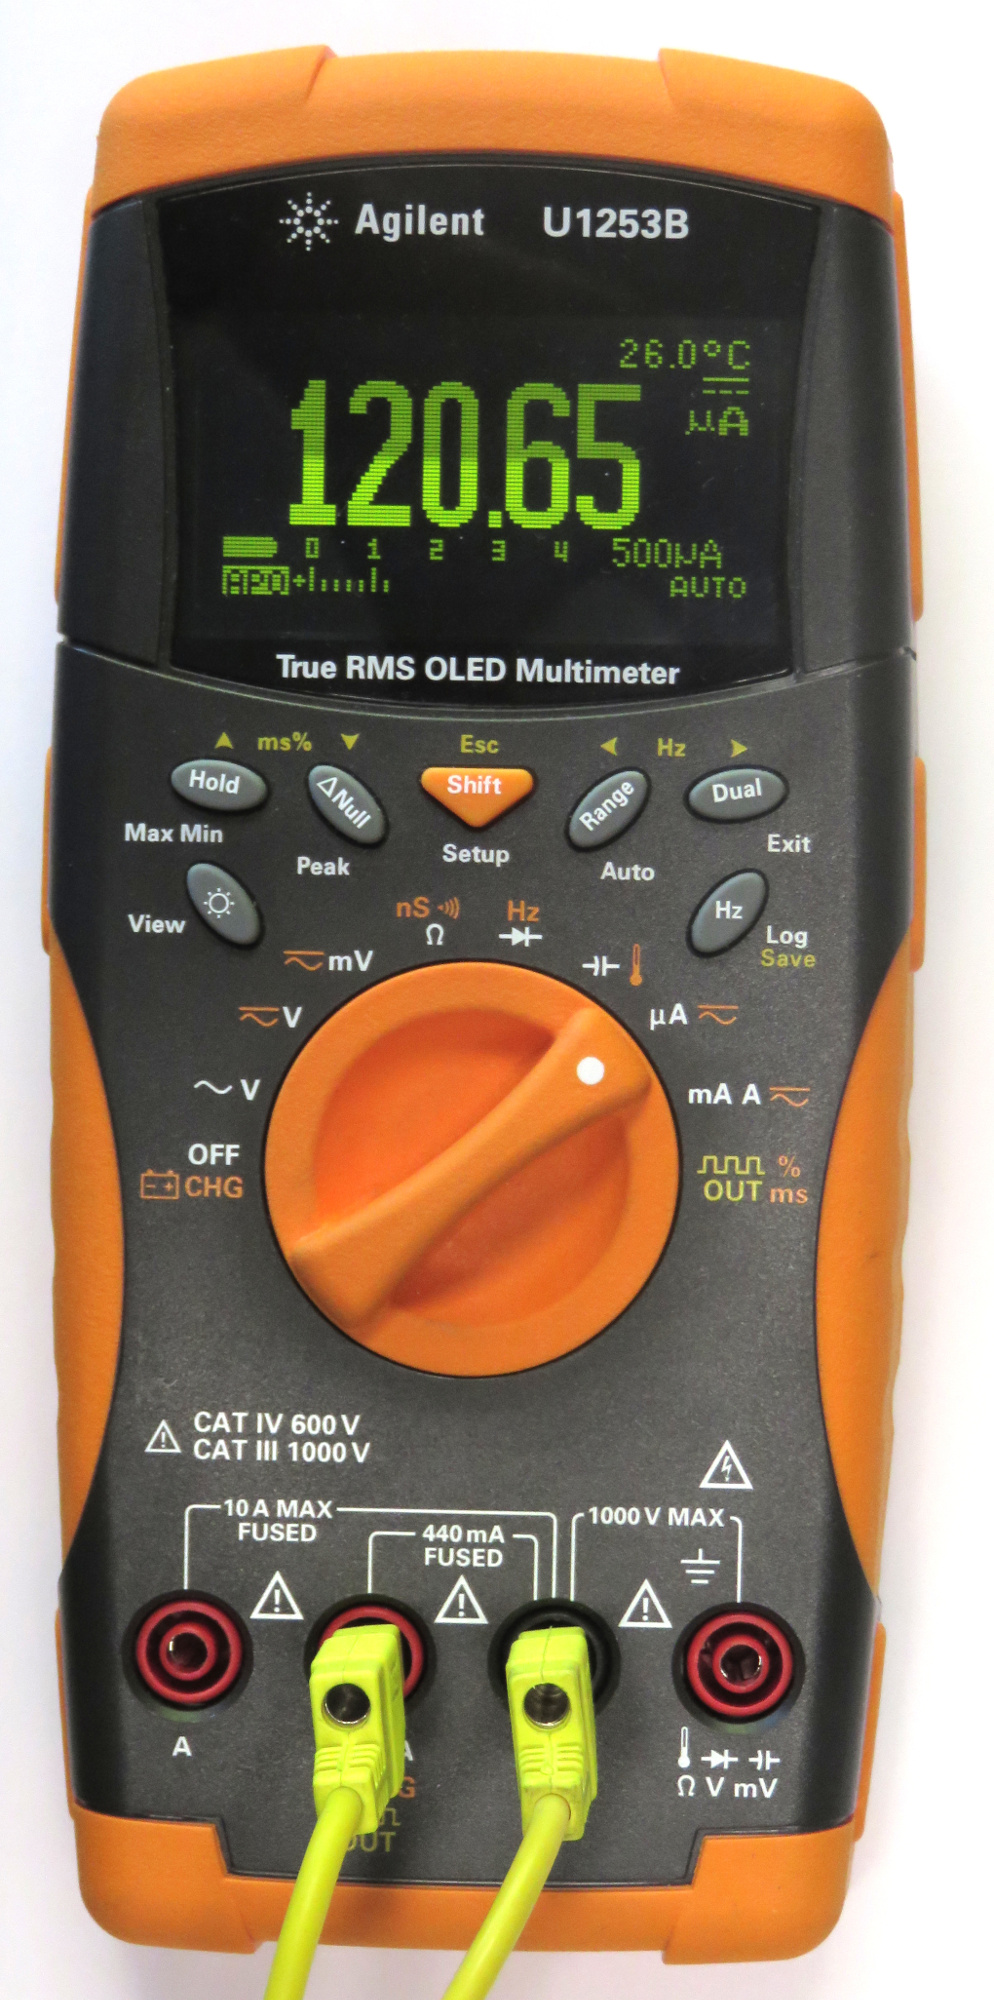 Agilent U1253B
26.0°C
120.65 µA
0 1 2 3 4 500µA
APO
AUTO
True RMS OLED Multimeter
ms% Esc Hz
Hold ΔNull Shift Range Dual
Max Min Peak Setup Auto Exit
View Hz Log
Save
nS Hz
Ω
mV
V µA
V mA A
OFF % 
CHG OUT ms
CAT IV 600 V
CAT III 1000 V
10 A MAX 1000 V MAX
FUSED 440 mA
FUSED
A
Ω V mV